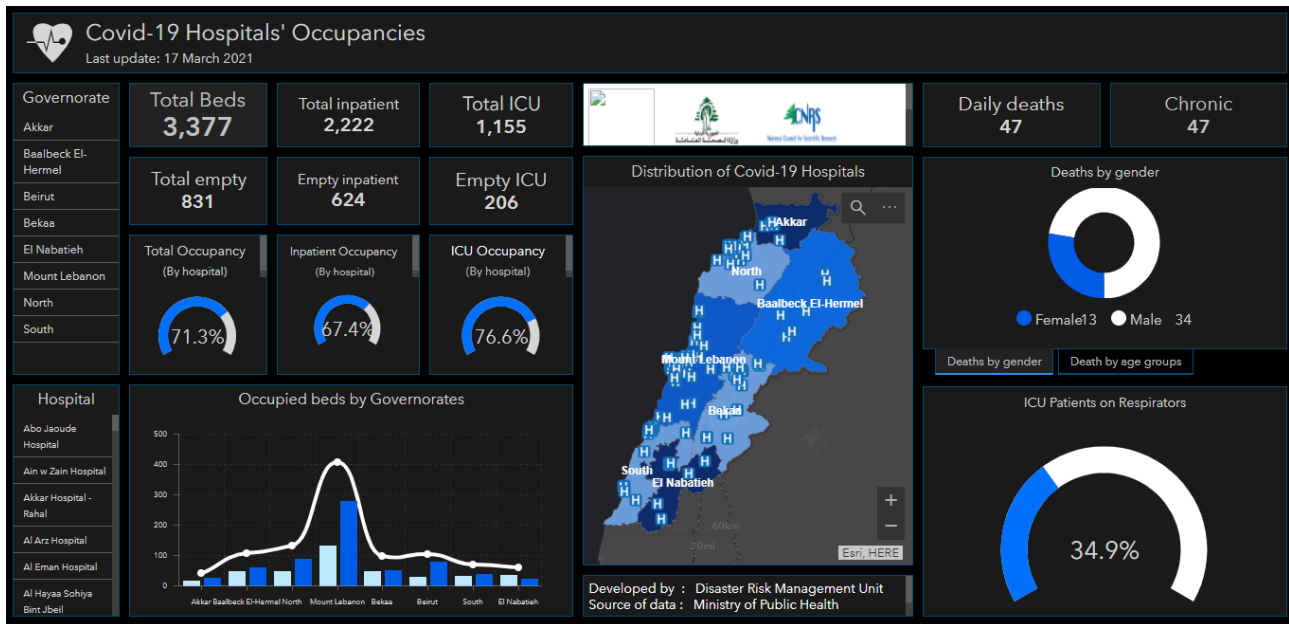 Covid-19 Hospitals' Occupancies
Last update: 17 March 2021
Governorate
Akkar
Baalbeck El-
Hermel
Beirut
Bekaa
El Nabatieh
Mount Lebanon
North
South
Total Beds
3,377
Total inpatient
2,222
Total ICU
1,155
Total empty
831
Empty inpatient
624
Empty ICU
206
Total Occupancy
(By hospital)
71.3%
Inpatient Occupancy
(By hospital)
67.4%
ICU Occupancy
(By hospital)
76.6%
CNRS
National Council for Scientific Research
Distribution of Covid-19 Hospitals
Akkar
North
Baalbeck El-Hermel
Mount Lebanon
Bekaa
South
El Nabatieh
60km
30mi
Esri, HERE
Developed by : Disaster Risk Management Unit
Source of data : Ministry of Public Health
Daily deaths
47
Chronic
47
Deaths by gender
Female13 Male 34
Deaths by gender
Death by age groups
ICU Patients on Respirators
34.9%
Hospital
Abo Jaoude
Hospital
Ain w Zain Hospital
Akkar Hospital -
Rahal
Al Arz Hospital
Al Eman Hospital
Al Hayaa Sohiya
Bint Jbeil
Occupied beds by Governorates
500
400
300
200
100
0
Akkar Baalbeck El-Hermel North Mount Lebanon Bekaa Beirut South El Nabatieh